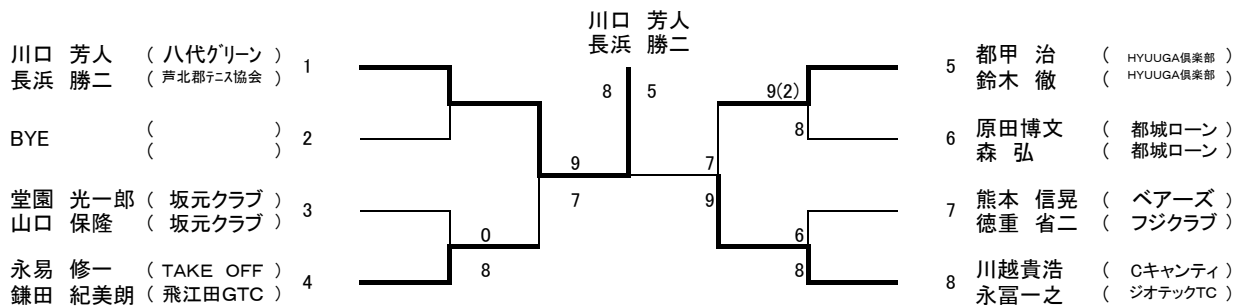 川口 芳人
長浜 勝二
川口 芳人 ( 八代グリーン ) 1
長浜 勝二 ( 芦北郡テニス協会 )
BYE ( ) 2
( )
堂園 光一郎 ( 坂元クラブ ) 3
山口 保隆 ( 坂元クラブ )
永易 修一 ( TAKE OFF ) 4
鎌田 紀美朗 ( 飛江田GTC )
8 5
9
7
0
8
9(2)
8
7
9
6
8
5 都甲 治 ( HYUUGA倶楽部 )
鈴木 徹 ( HYUUGA倶楽部 )
6 原田博文 ( 都城ローン )
森 弘 ( 都城ローン )
7 熊本 信晃 ( ベアーズ )
徳重 省二 ( フジクラブ )
8 川越貴浩 ( Cキャンティ )
永冨一之 ( ジオテックTC )